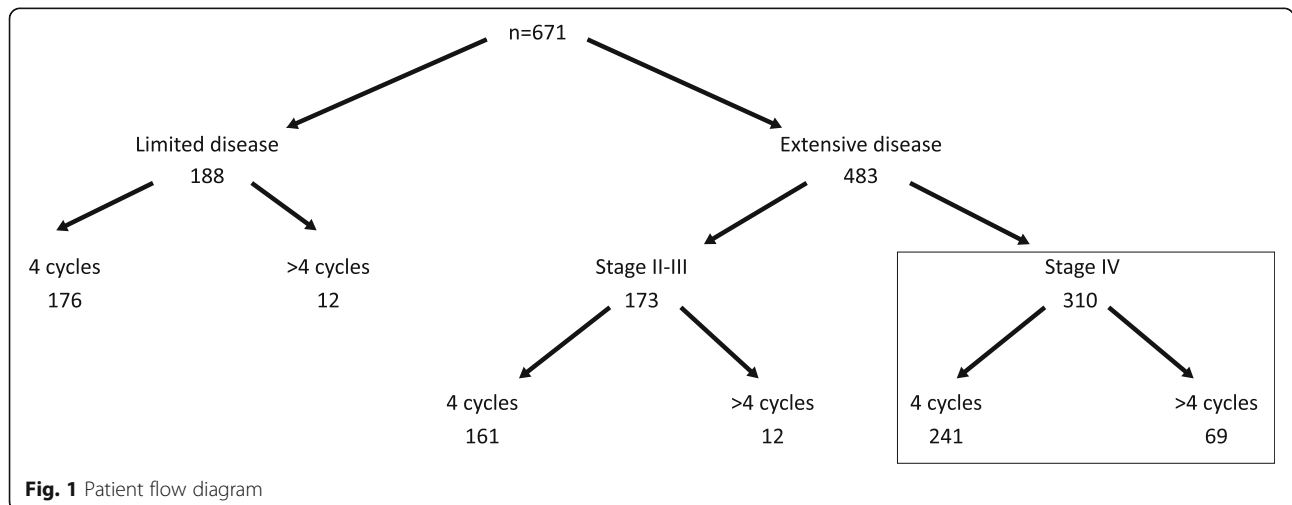 n=671
Limited disease
188
Extensive disease
483
4 cycles
176
>4 cycles
12
Stage II-III
173
Stage IV
310
4 cycles
161
>4 cycles
12
4 cycles
241
>4 cycles
69
Fig. 1 Patient flow diagram